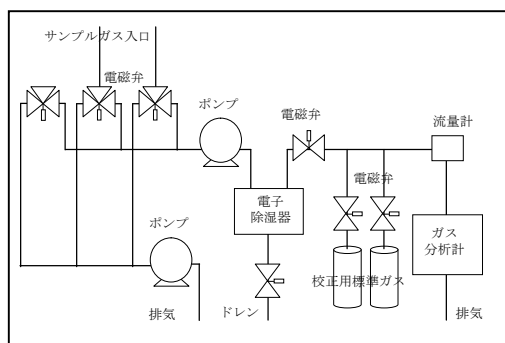 サンプルガス入口
電磁弁
ポンプ
電磁弁
流量計
電磁弁
電子
除湿器
ガス
分析計
ポンプ
校正用標準ガス
排気
ドレン
排気